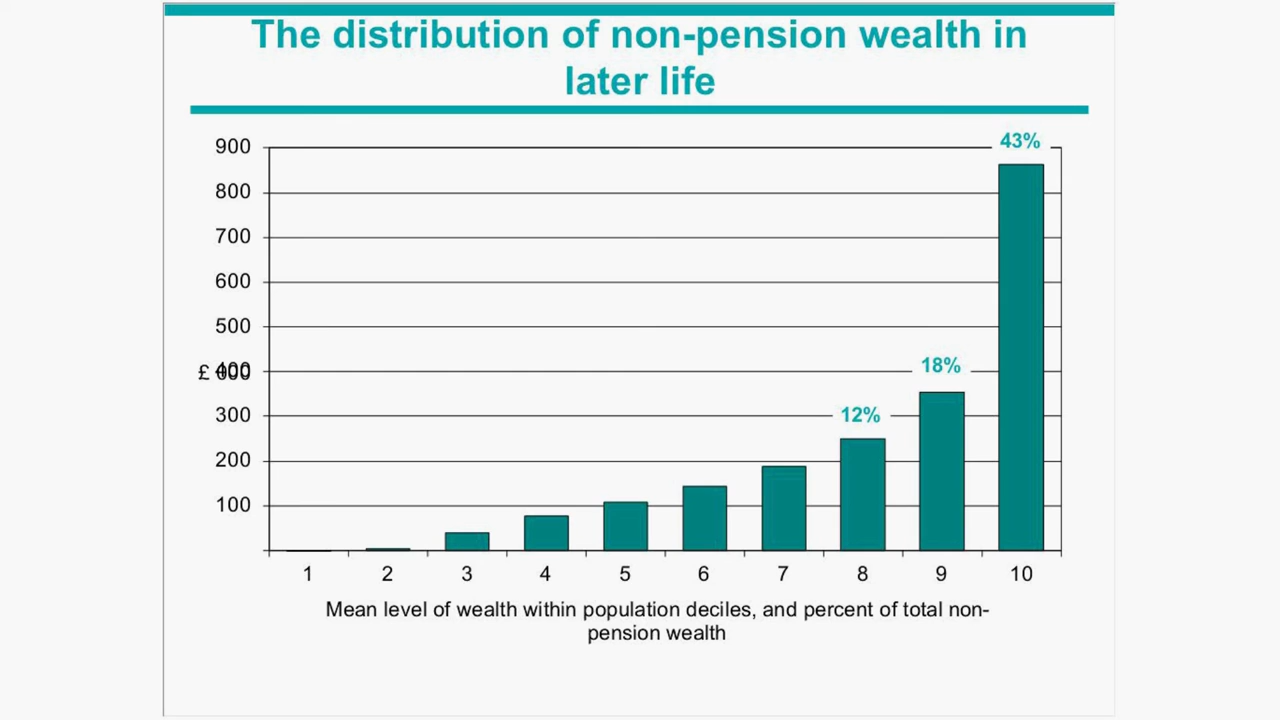 The distribution of non-pension wealth in
later life
900
43%
800
700
600
500
400
£ 000
18%
300
12%
200
100
1 2 3 4 5 6 7 8 9 10
Mean level of wealth within population deciles, and percent of total non-
pension wealth